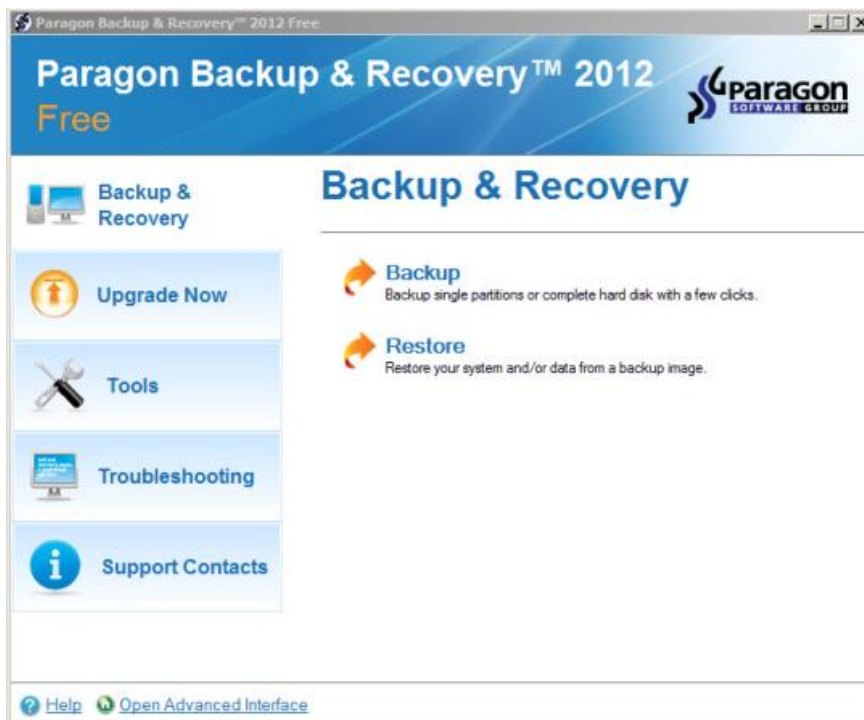 Paragon Backup & Recovery™ 2012 Free
Paragon Backup & Recovery™ 2012
Free
paragon
SOFTWARE GROUP
Backup &
Recovery
Upgrade Now
Tools
Troubleshooting
Support Contacts
Backup & Recovery
Backup
Backup single partitions or complete hard disk with a few clicks.
Restore
Restore your system and/or data from a backup image.
Help
Open Advanced Interface